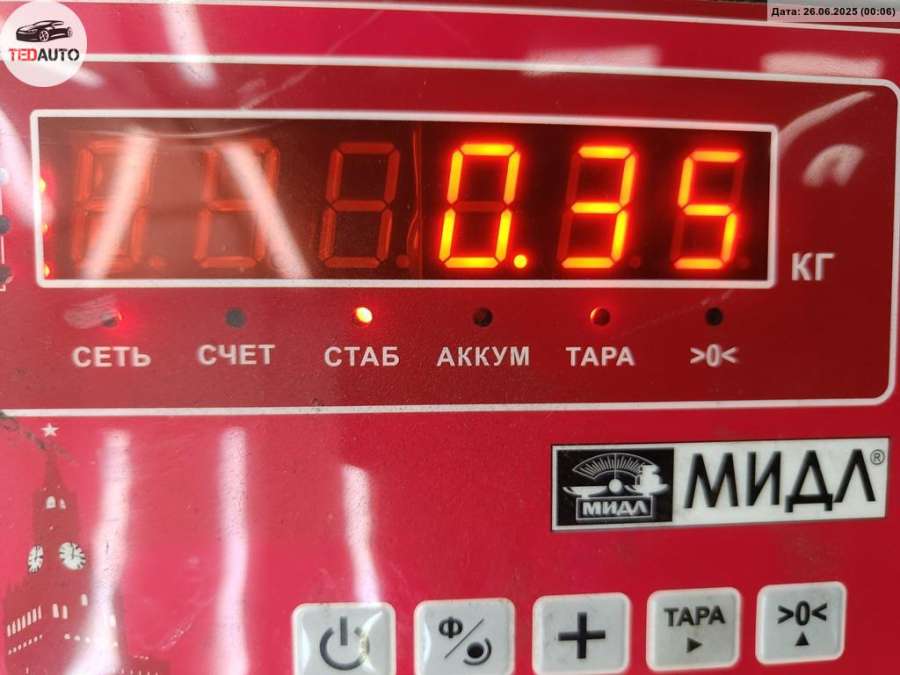 TEDAUTO
Дата: 26.06.2025 (00:06)
0.35
КГ
СЕТЬ СЧЕТ СТАБ АККУМ ТАРА >0<
МИДЛ МИДЛ®
Ф ТАРА >0<